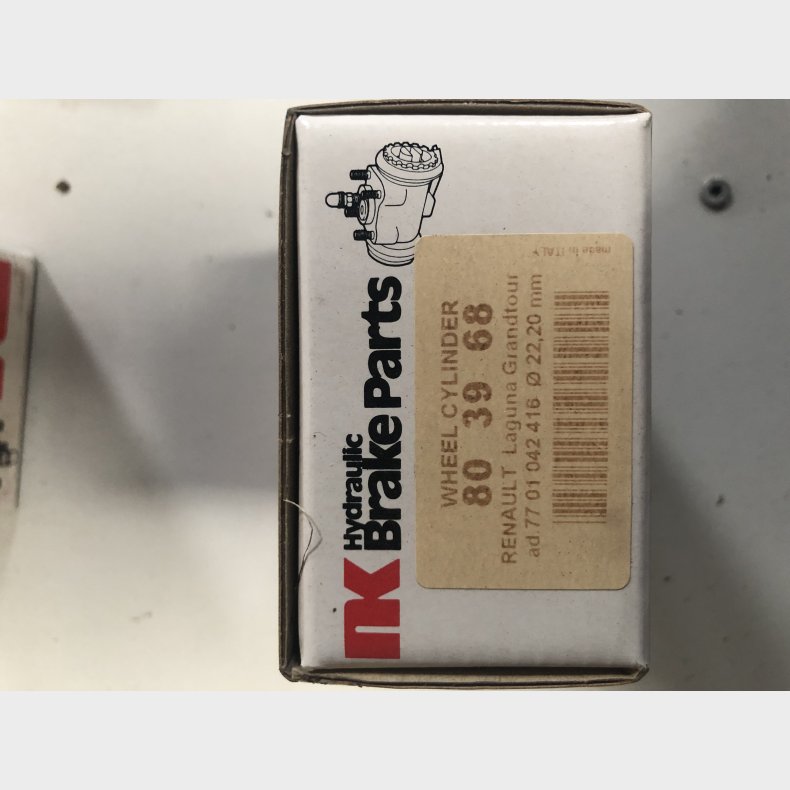 NK
Hydraulic
Brake Parts
WHEEL CYLINDER
80 39 68
RENAULT Laguna Grandtour
ad.77 01 042 416 Ø 22,20 mm
made in ITALY